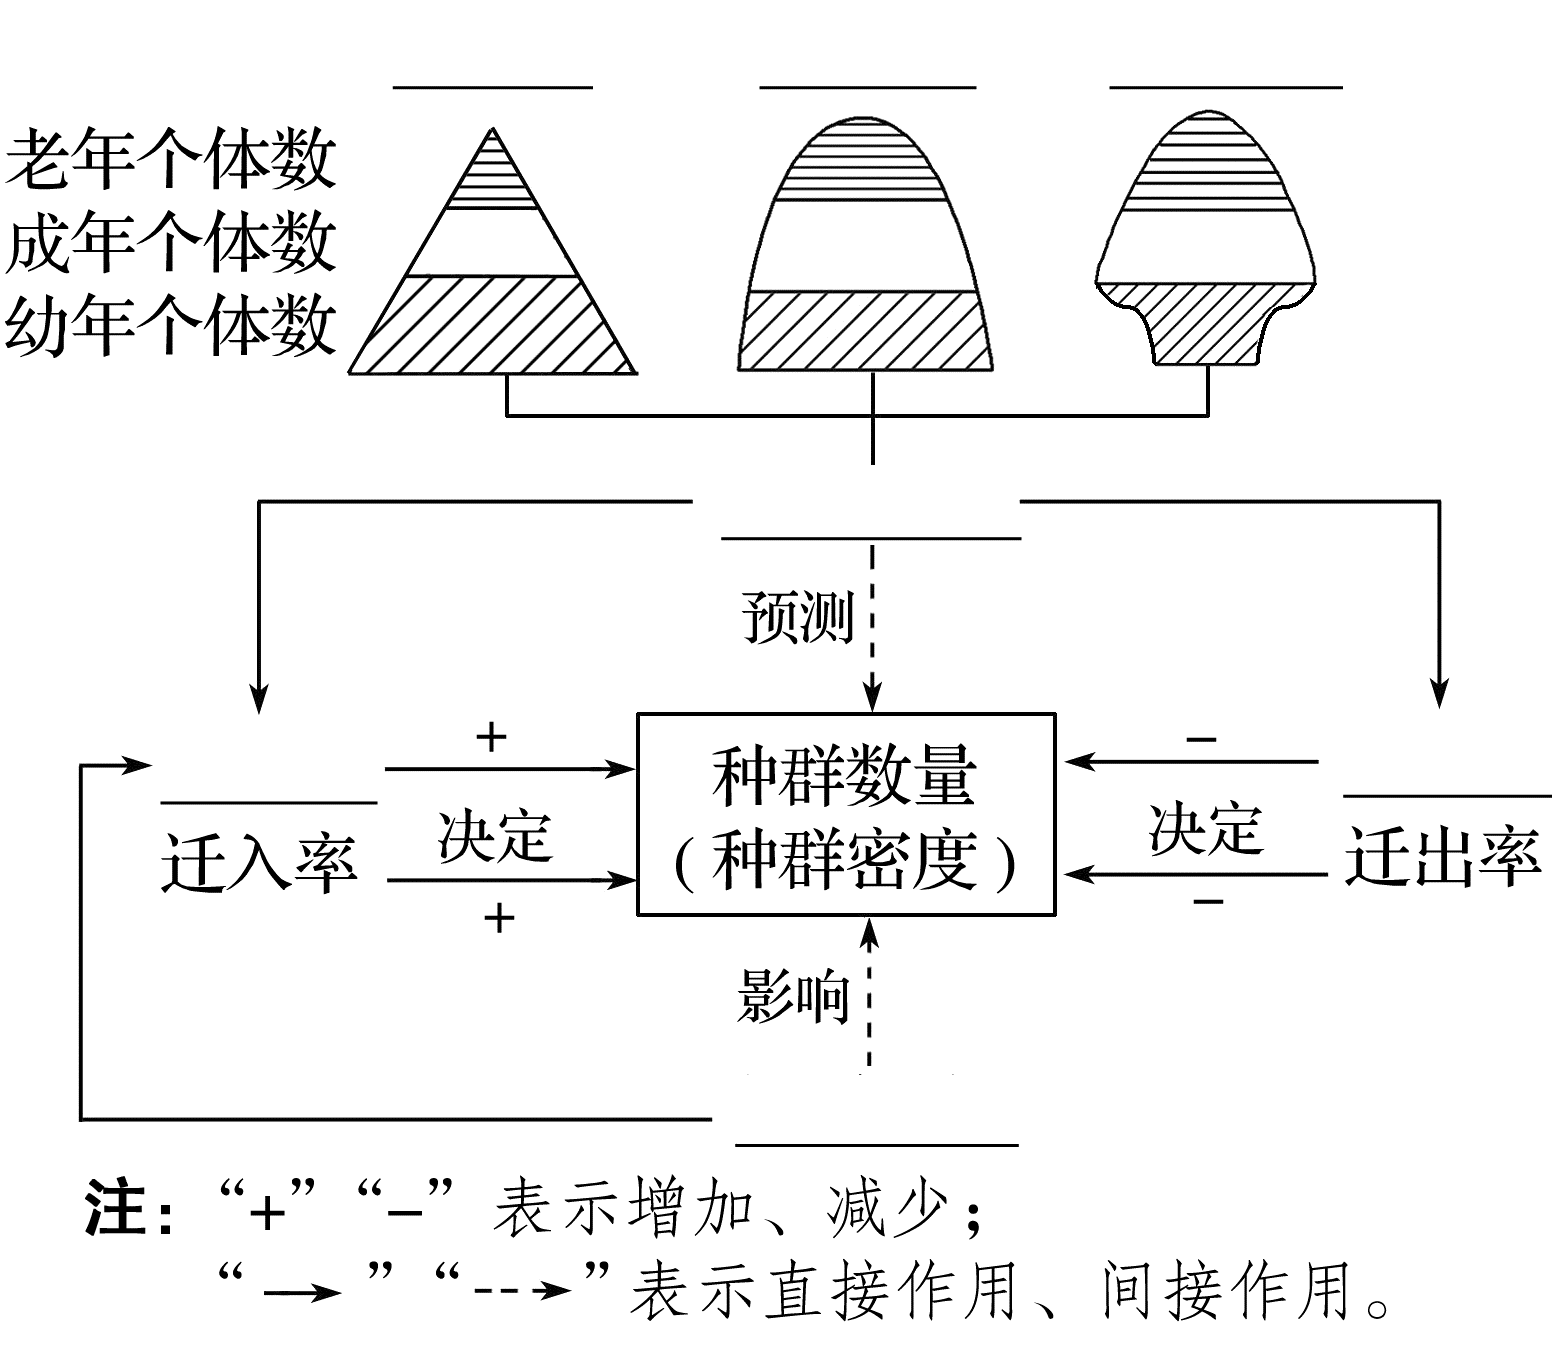 老年个体数
成年个体数
幼年个体数
预测
+
决定
+
迁入率
种群数量
(种群密度)
−
决定
−
迁出率
影响
注：“+”“−”表示增加、减少；
“→”“⇢”表示直接作用、间接作用。